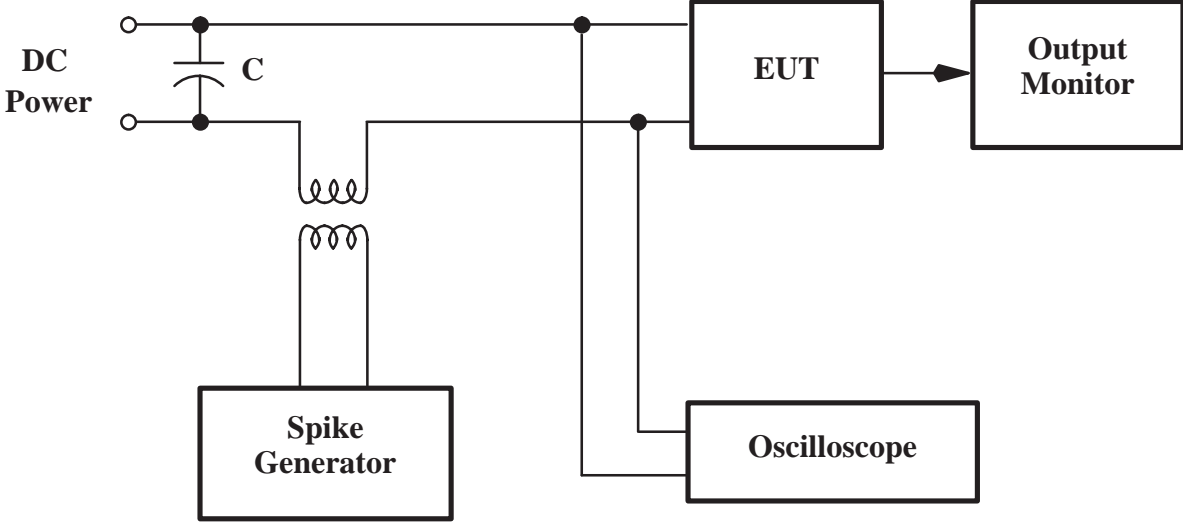 DC
Power
C
EUT
Output
Monitor
Spike
Generator
Oscilloscope